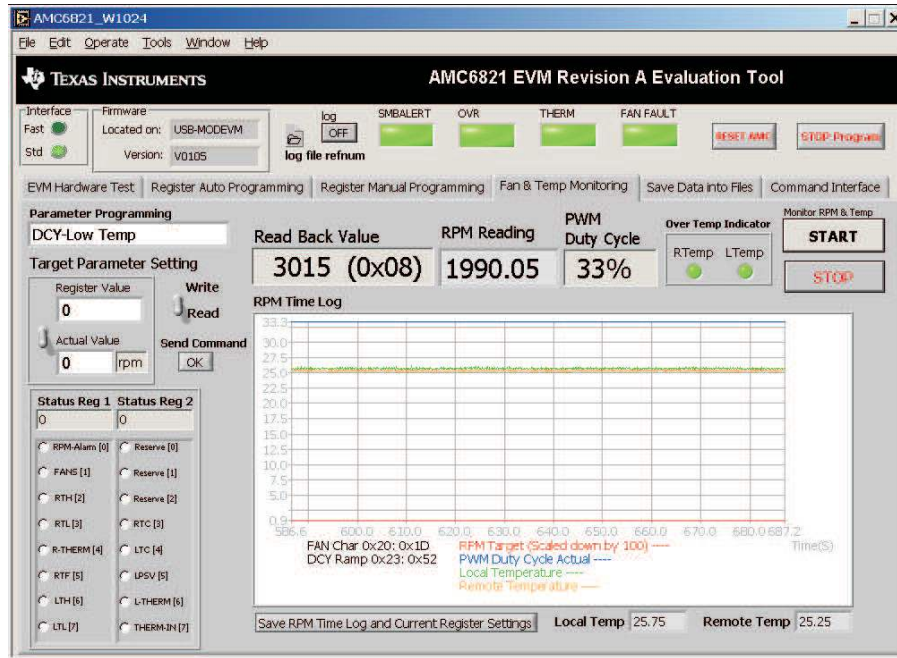 AMC6821_W1024
File Edit Operate Tools Window Help
TEXAS INSTRUMENTS
AMC6821 EVM Revision A Evaluation Tool
Interface
Fast
Std
Firmware
Located on: USB-MODEVM
Version: V0105
log
OFF
log file refnum
SMBALERT OVR THERM FAN FAULT
RESET AMC
STOP Program
EVM Hardware Test Register Auto Programming Register Manual Programming Fan & Temp Monitoring Save Data into Files Command Interface
Parameter Programming
DCY-Low Temp
Target Parameter Setting
Register Value
0
Actual Value
0 rpm
Write
Read
Send Command
OK
Read Back Value
3015 (0x08)
RPM Reading
1990.05
PWM
Duty Cycle
33%
Over Temp Indicator
RTemp LTemp
Monitor RPM & Temp
START
STOP
Status Reg 1 Status Reg 2
0 0
RPM-Alarm [0] Reserve [0]
FANS [1] Reserve [1]
RTH [2] Reserve [2]
RTL [3] RTC [3]
R-THERM [4] LTC [4]
RTF [5] LPSV [5]
LTH [6] L-THERM [6]
LTL [7] THERM-IN [7]
RPM Time Log
33.3
30.0
27.5
25.0
22.5
20.0
17.5
15.0
12.5
10.0
7.5
5.0
0.9
586.6 600.0 610.0 620.0 630.0 640.0 650.0 660.0 670.0 680.0 687.2
Time(S)
FAN Char 0x20: 0x1D
DCY Ramp 0x23: 0x52
RPM Target (Scaled down by 100) ----
PWM Duty Cycle Actual ----
Local Temperature ----
Remote Temperature ----
Save RPM Time Log and Current Register Settings
Local Temp 25.75
Remote Temp 25.25